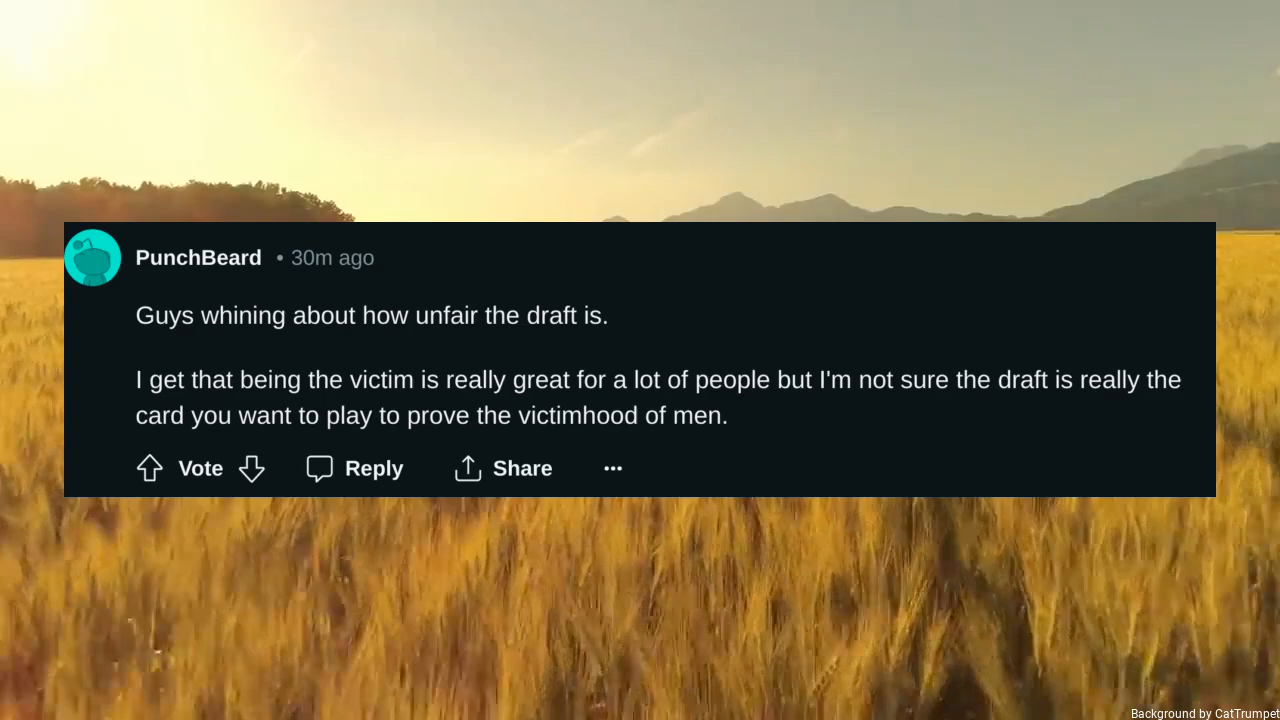 PunchBeard • 30m ago
Guys whining about how unfair the draft is.
I get that being the victim is really great for a lot of people but I'm not sure the draft is really the
card you want to play to prove the victimhood of men.
Vote Reply Share
Background by CatTrumpet